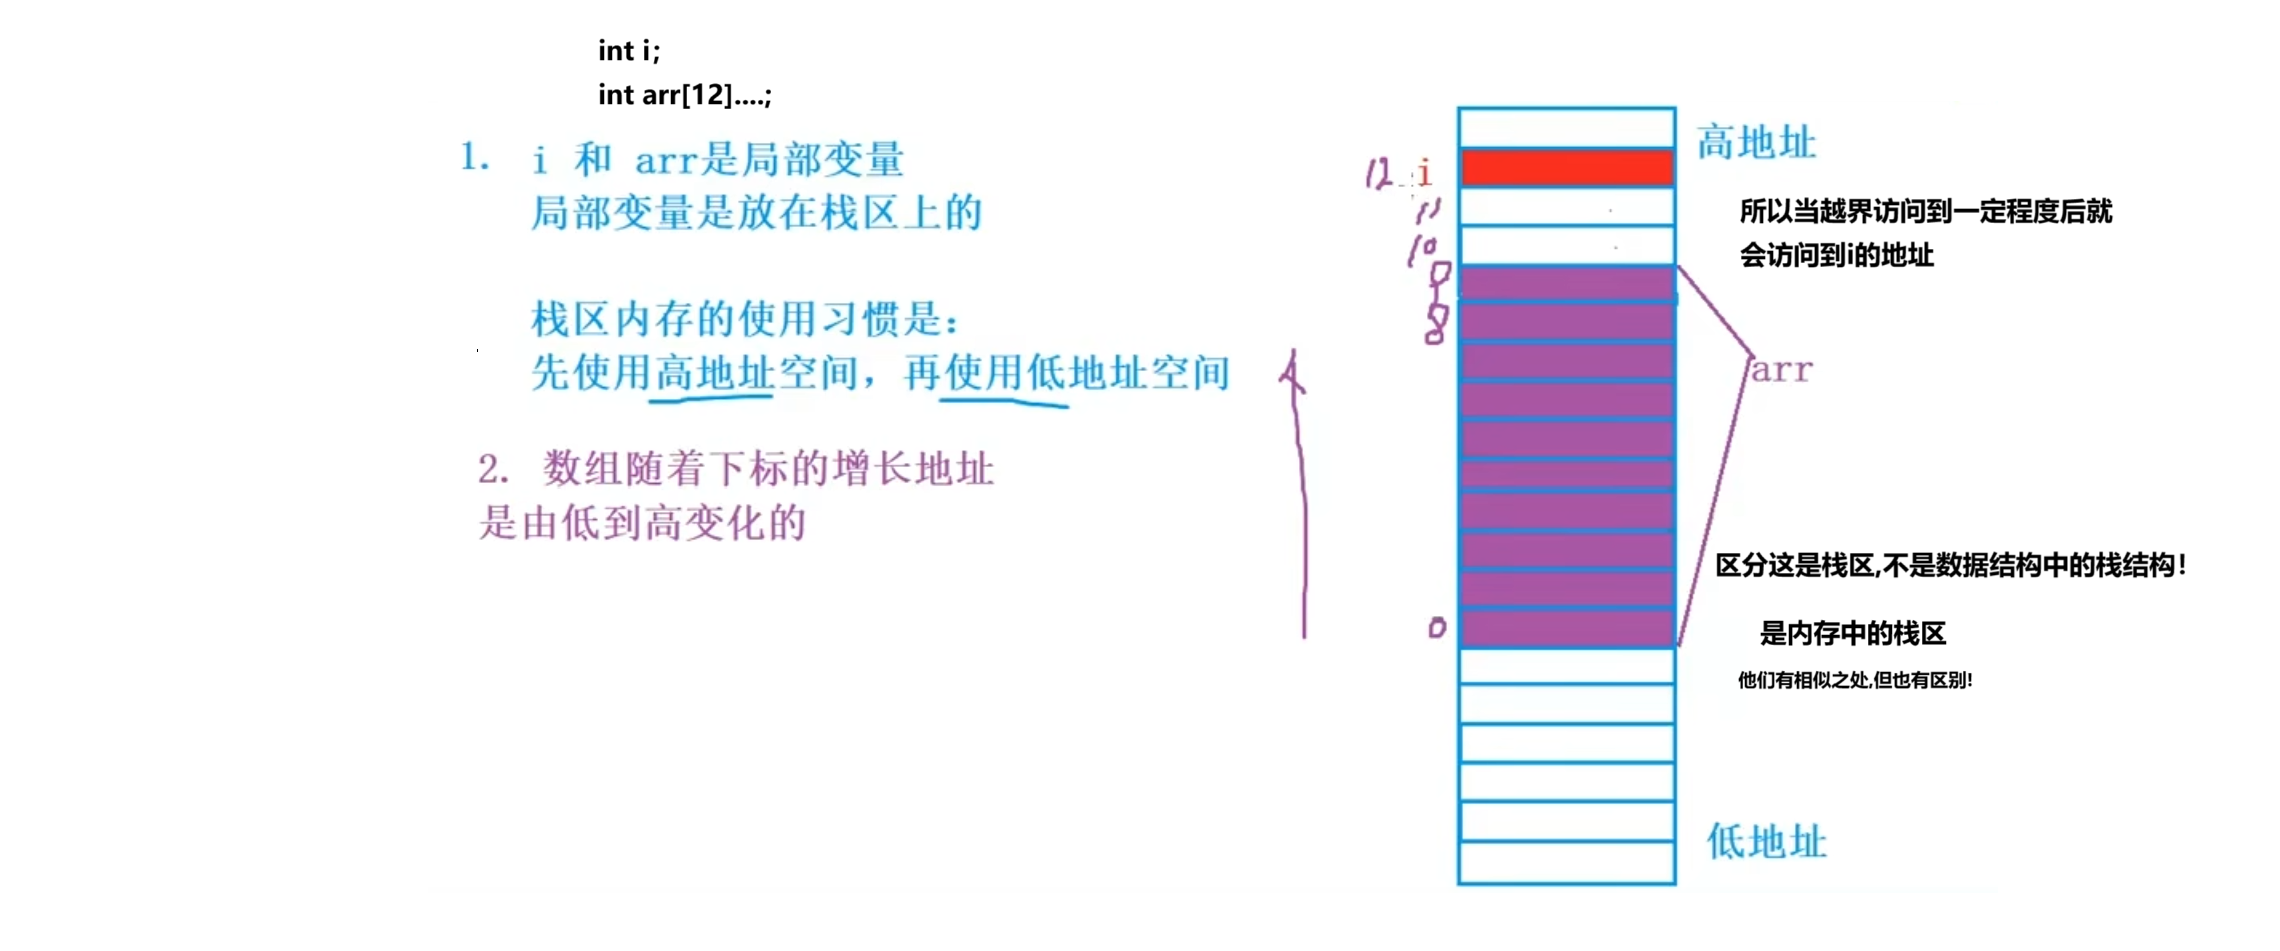 int i;
int arr[12]....;
1. i 和 arr是局部变量
局部变量是放在栈区上的
栈区内存的使用习惯是：
先使用高地址空间，再使用低地址空间
2. 数组随着下标的增长地址
是由低到高变化的
高地址
12 i
11
10
9
8
0
所以当越界访问到一定程度后就
会访问到i的地址
arr
区分这是栈区,不是数据结构中的栈结构！
是内存中的栈区
他们有相似之处,但也有区别!
低地址